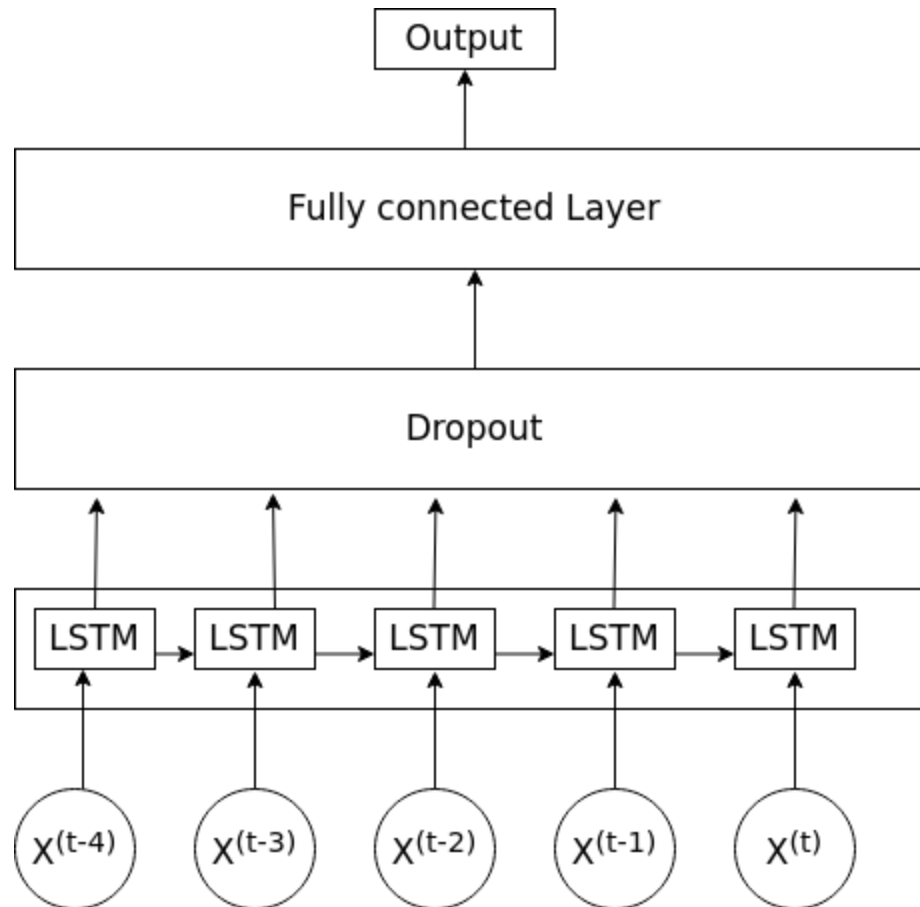 Output
Fully connected Layer
Dropout
LSTM LSTM LSTM LSTM LSTM
X(t-4) X(t-3) X(t-2) X(t-1) X(t)